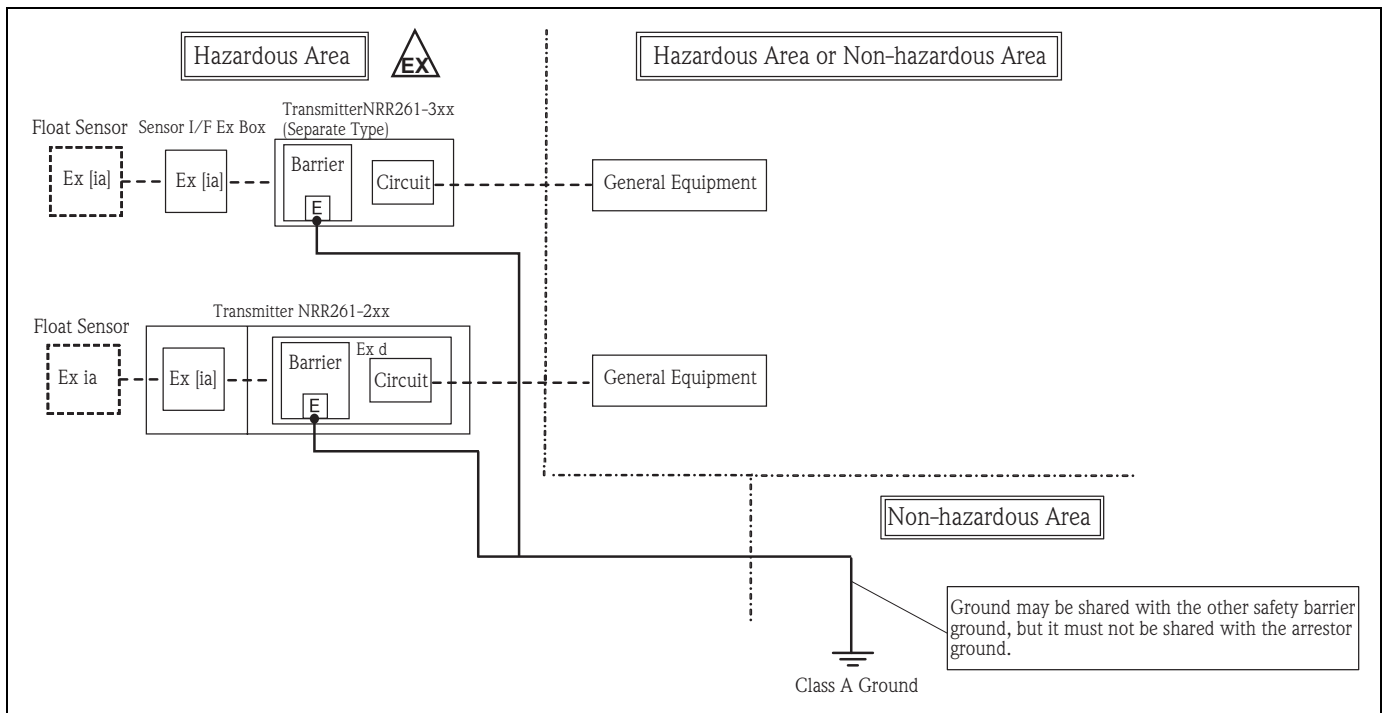 Hazardous Area
EX
Hazardous Area or Non-hazardous Area
TransmitterNRR261-3xx
(Separate Type)
Float Sensor
Sensor I/F Ex Box
Ex [ia]
Ex [ia]
Barrier
E
Circuit
General Equipment
Transmitter NRR261-2xx
Float Sensor
Ex ia
Ex [ia]
Barrier
E
Ex d
Circuit
General Equipment
Non-hazardous Area
Ground may be shared with the other safety barrier
ground, but it must not be shared with the arrestor
ground.
Class A Ground